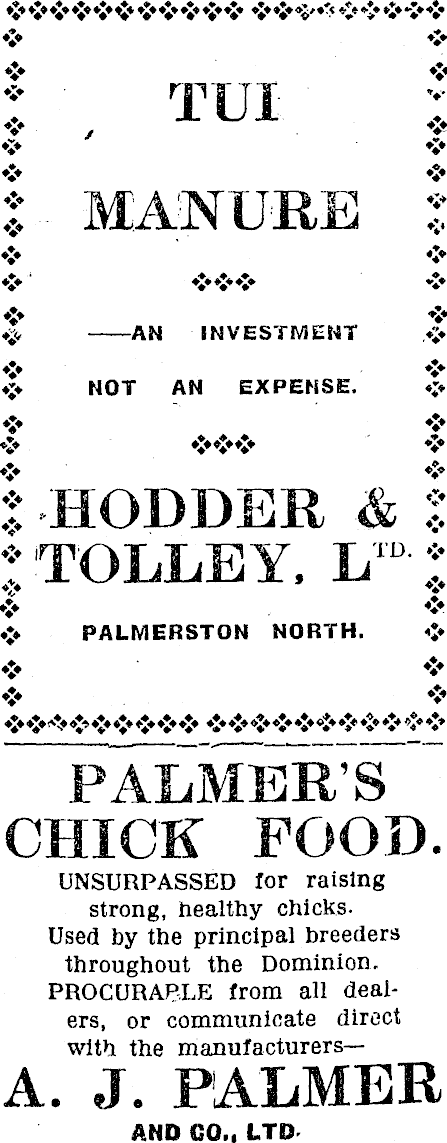 TUI
MANURE
—AN INVESTMENT
NOT AN EXPENSE.
HODDER &
TOLLEY, LTD.
PALMERSTON NORTH.
PALMER'S
CHICK FOOD.
UNSURPASSED for raising
strong, healthy chicks.
Used by the principal breeders
throughout the Dominion.
PROCURABLE from all deal-
ers, or communicate direct
with the manufacturers—
A. J. PALMER
AND CO., LTD.